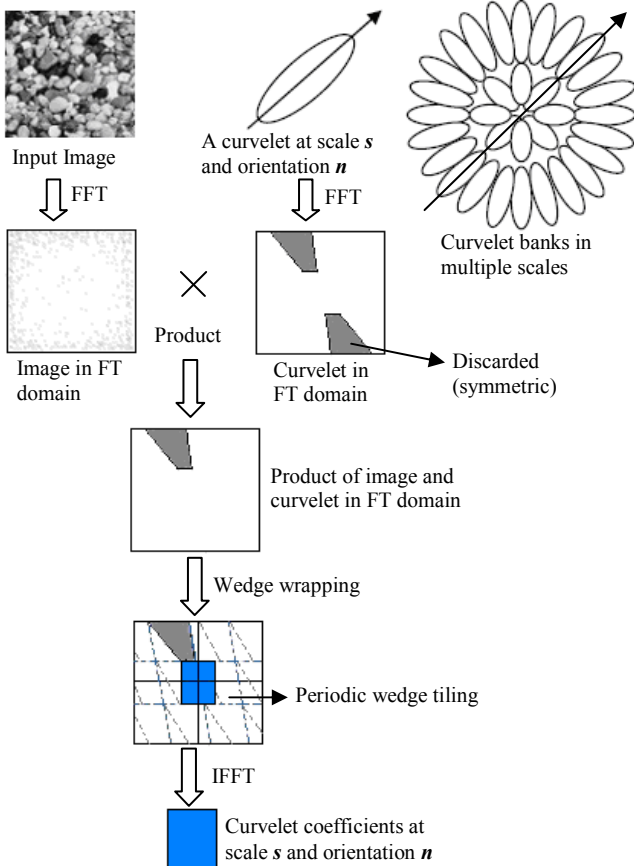 Input Image
A curvelet at scale s
and orientation n
FFT
FFT
Curvelet banks in
multiple scales
Product
Image in FT
domain
Curvelet in
FT domain
Discarded
(symmetric)
Product of image and
curvelet in FT domain
Wedge wrapping
Periodic wedge tiling
IFFT
Curvelet coefficients at
scale s and orientation n